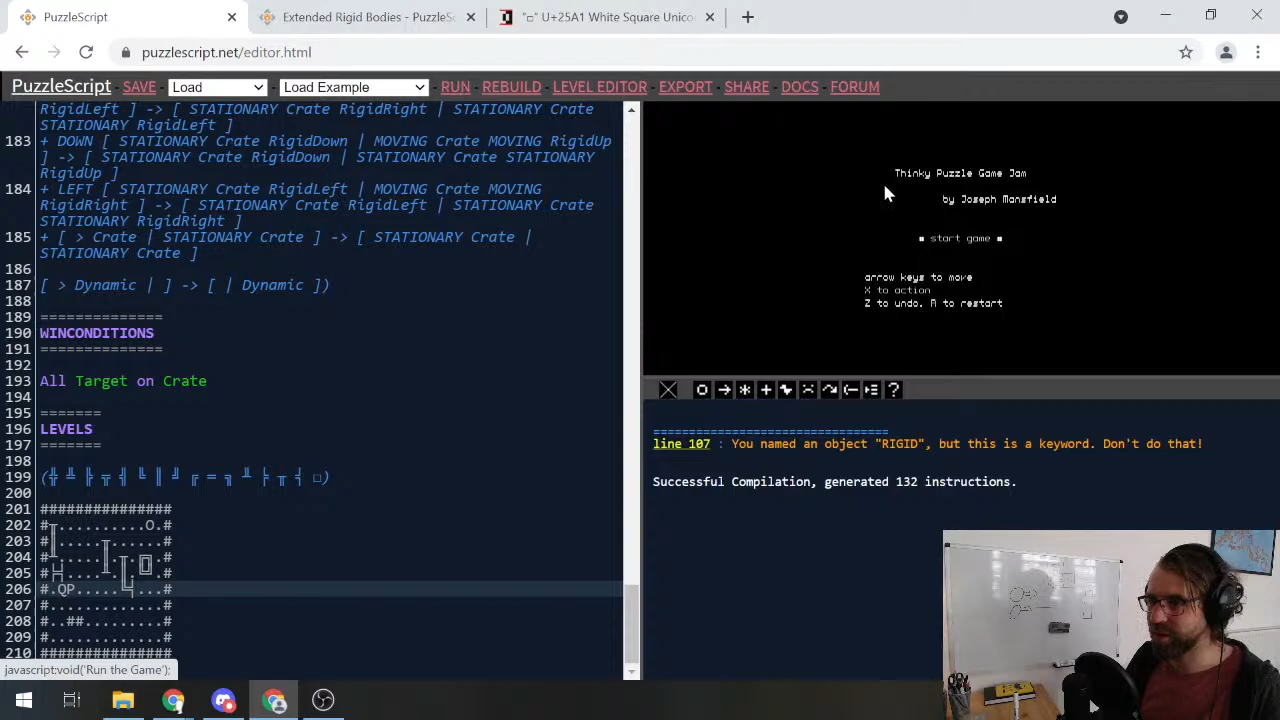 PuzzleScript
Extended Rigid Bodies - PuzzleSc
"□" U+25A1 White Square Unico
puzzlescript.net/editor.html
PuzzleScript SAVE Load Load Example RUN REBUILD LEVEL EDITOR EXPORT SHARE DOCS FORUM
RigidLeft ] -> [ STATIONARY Crate RigidRight | STATIONARY Crate
STATIONARY RigidLeft ]
183 + DOWN [ STATIONARY Crate RigidDown | MOVING Crate MOVING RigidUp
] -> [ STATIONARY Crate RigidDown | STATIONARY Crate STATIONARY
RigidUp ]
184 + LEFT [ STATIONARY Crate RigidLeft | MOVING Crate MOVING
RigidRight ] -> [ STATIONARY Crate RigidLeft | STATIONARY Crate
STATIONARY RigidRight ]
185 + [ > Crate | STATIONARY Crate ] -> [ STATIONARY Crate |
STATIONARY Crate ]
186
187 [ > Dynamic | ] -> [ | Dynamic ])
188
189 ==============
190 WINCONDITIONS
191 ==============
192
193 All Target on Crate
194
195 =======
196 LEVELS
197 =======
198
199 (╬ ╩ ╠ ╦ ╣ ╚ ║ ╝ ╔ = ╗ ╨ ╞ ╥ ╡ □)
200
201 ###############
202 #╥..........O.#
203 #║.....╥......#
204 #╨.....║.╥.╔╗.#
205 #╞╡....╨.║.╚╝.#
206 #.QP.....╚╡...#
207 #.............#
208 #..##.........#
209 #.............#
210 ###############
javascript:void('Run the Game');
Thinky Puzzle Game Jam
by Joseph Mansfield
■ start game ■
arrow keys to move
X to action
Z to undo. R to restart
=================================
line 107 : You named an object "RIGID", but this is a keyword. Don't do that!
Successful Compilation, generated 132 instructions.